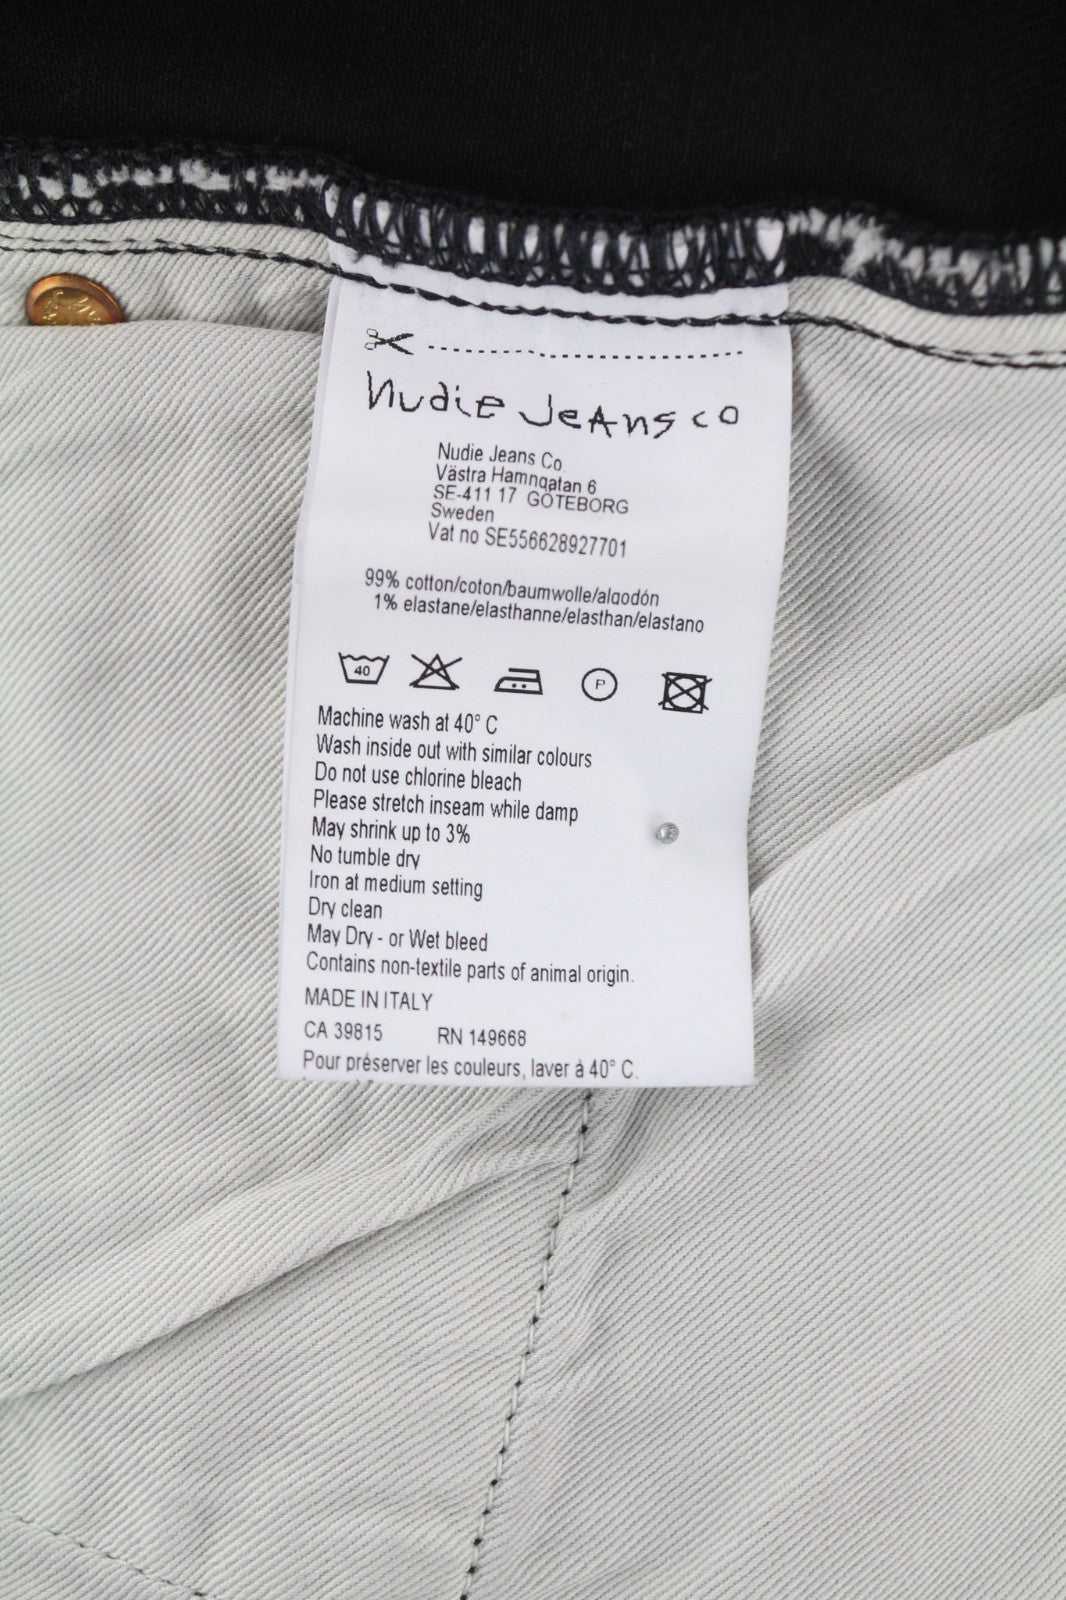 Nudie Jeans co
Nudie Jeans Co
Västra Hamngatan 6
SE-411 17 GÖTEBORG
Sweden
Vat no SE556628927701
99% cotton/coton/baumwolle/algodón
1% elastane/elasthanne/elasthan/elastano
40 P
Machine wash at 40° C
Wash inside out with similar colours
Do not use chlorine bleach
Please stretch inseam while damp
May shrink up to 3%
No tumble dry
Iron at medium setting
Dry clean
May Dry - or Wet bleed
Contains non-textile parts of animal origin.
MADE IN ITALY
CA 39815 RN 149668
Pour préserver les couleurs, laver à 40° C.